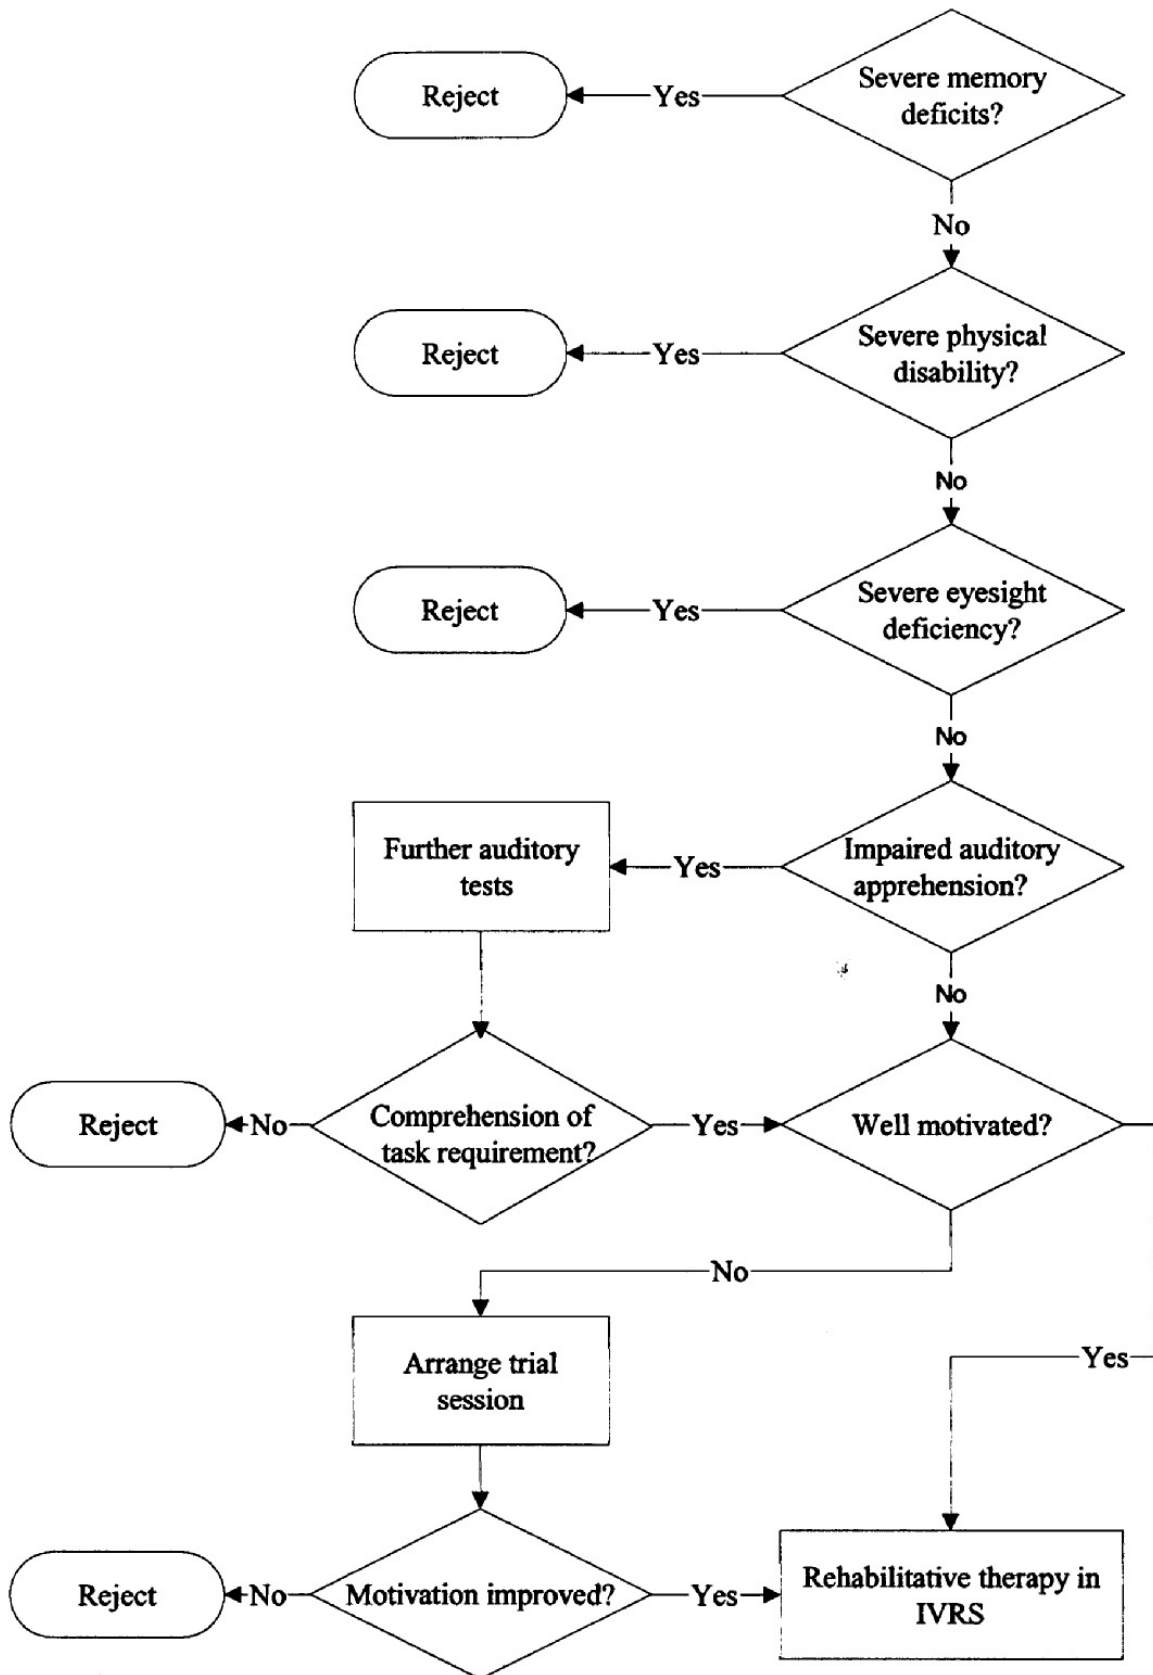 Severe memory
deficits?
Yes
Reject
No
Severe physical
disability?
Yes
Reject
No
Severe eyesight
deficiency?
Yes
Reject
No
Impaired auditory
apprehension?
Yes
Further auditory
tests
No
Comprehension of
task requirement?
No
Reject
Yes
Well motivated?
No
Yes
Arrange trial
session
Motivation improved?
No
Reject
Yes
Rehabilitative therapy in
IVRS